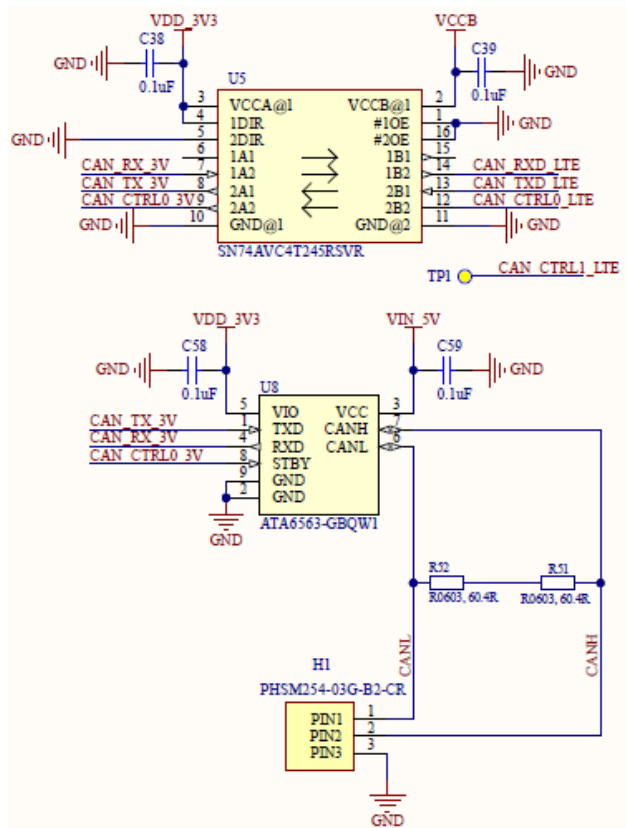 VDD_3V3
VCCB
C38
C39
GND
GND
0.1uF
0.1uF
U5
3 VCCA@1 VCCB@1 2
4 1DIR #1OE 1
GND
GND
5 2DIR #2OE 16
6 1A1 1B1 15
CAN_RX_3V 7 1A2 1B2 14 CAN_RXD_LTE
CAN_TX_3V 8 2A1 2B1 13 CAN_TXD_LTE
CAN_CTRL0_3V 9 2A2 2B2 12 CAN_CTRL0_LTE
10 GND@1 GND@2 11
GND
GND
SN74AVC4T245RSVR
TP1 CAN_CTRL1_LTE
VDD_3V3
VIN_5V
C58
C59
GND
GND
0.1uF
0.1uF
U8
5 VIO VCC 3
CAN_TX_3V 1 TXD CANH 7
CAN_RX_3V 4 RXD CANL 6
CAN_CTRL0_3V 8 STBY
9 GND
2 GND
ATA6563-GBQW1
GND
R52
R51
R0603, 60.4R
R0603, 60.4R
CANL
CANH
H1
PHSM254-03G-B2-CR
PIN1 1
PIN2 2
PIN3 3
GND